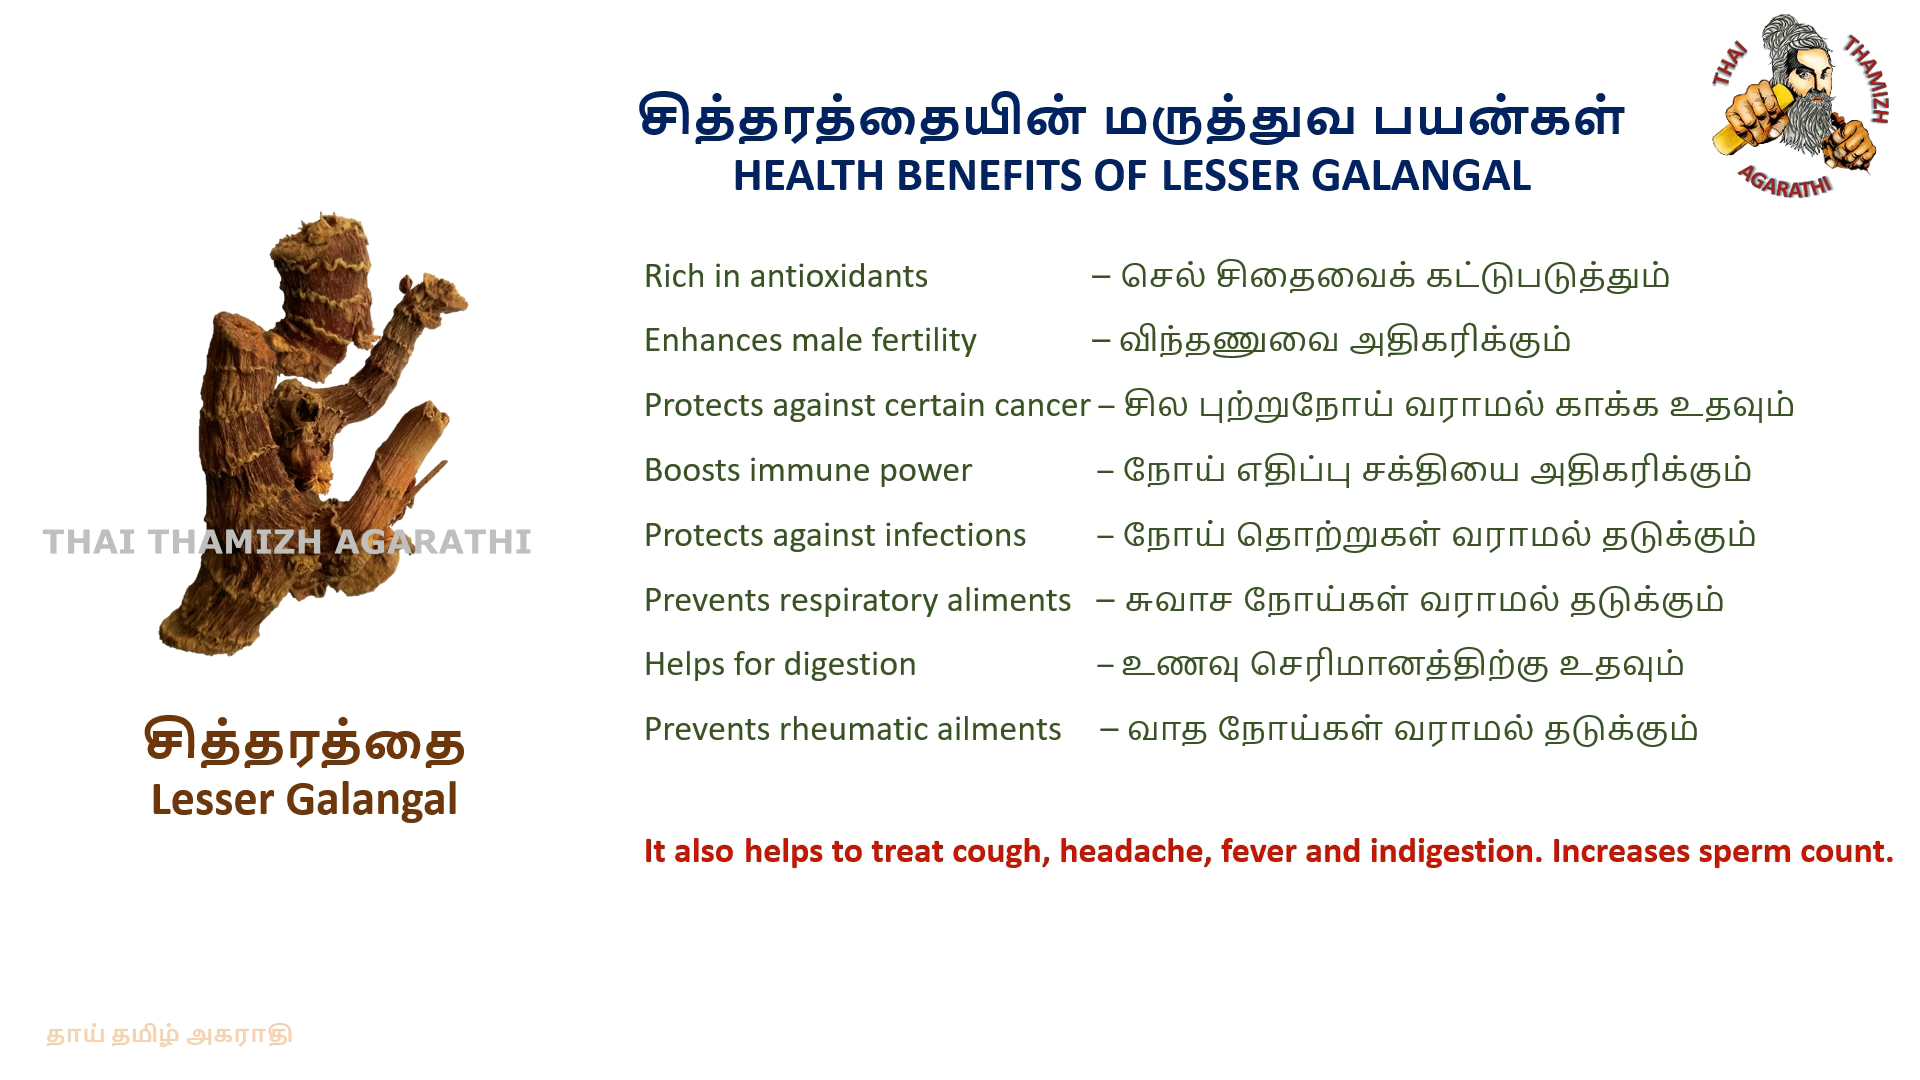 THAI THAMIZH AGARATHI
சித்தரத்தையின் மருத்துவ பயன்கள்
HEALTH BENEFITS OF LESSER GALANGAL
Rich in antioxidants – செல் சிதைவைக் கட்டுபடுத்தும்
Enhances male fertility – விந்தணுவை அதிகரிக்கும்
Protects against certain cancer – சில புற்றுநோய் வராமல் காக்க உதவும்
Boosts immune power – நோய் எதிப்பு சக்தியை அதிகரிக்கும்
Protects against infections – நோய் தொற்றுகள் வராமல் தடுக்கும்
THAI THAMIZH AGARATHI
Prevents respiratory aliments – சுவாச நோய்கள் வராமல் தடுக்கும்
Helps for digestion – உணவு செரிமானத்திற்கு உதவும்
Prevents rheumatic ailments – வாத நோய்கள் வராமல் தடுக்கும்
சித்தரத்தை
Lesser Galangal
It also helps to treat cough, headache, fever and indigestion. Increases sperm count.
தாய் தமிழ் அகராதி